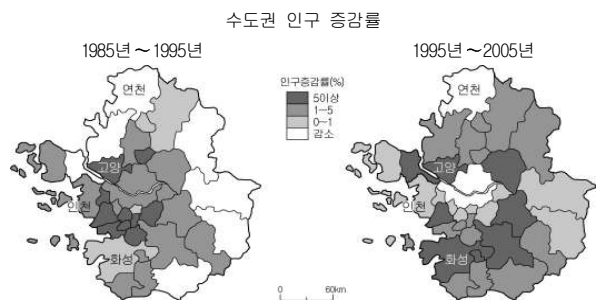 수도권 인구 증감률
1985년 ~ 1995년
1995년 ~ 2005년
인구증감률(%)
5이상
1-5
0-1
감소
연천
고양
인천
화성
연천
고양
인천
화성
0 60km